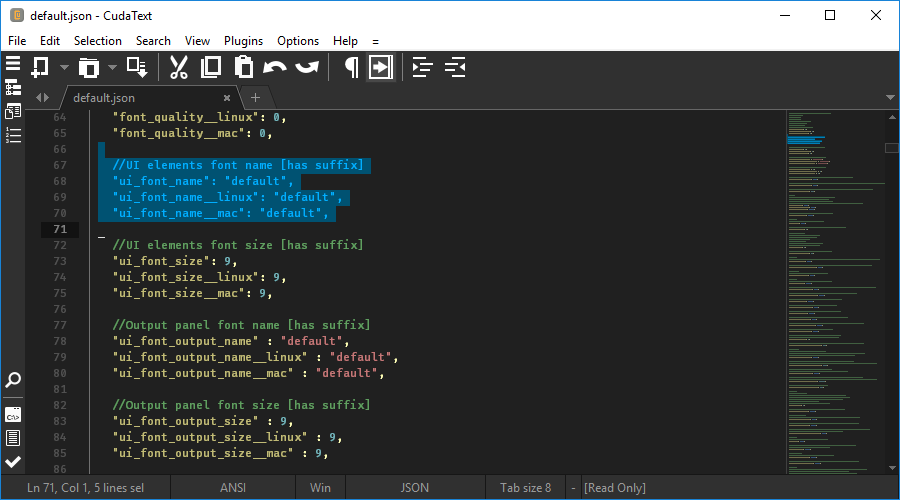 default.json - CudaText
File Edit Selection Search View Plugins Options Help =
default.json × +
64 "font_quality__linux": 0,
65 "font_quality__mac": 0,
66
67 //UI elements font name [has suffix]
68 "ui_font_name": "default",
69 "ui_font_name__linux": "default",
70 "ui_font_name__mac": "default",
71
72 //UI elements font size [has suffix]
73 "ui_font_size": 9,
74 "ui_font_size__linux": 9,
75 "ui_font_size__mac": 9,
76
77 //Output panel font name [has suffix]
78 "ui_font_output_name" : "default",
79 "ui_font_output_name__linux" : "default",
80 "ui_font_output_name__mac" : "default",
81
82 //Output panel font size [has suffix]
83 "ui_font_output_size" : 9,
84 "ui_font_output_size__linux" : 9,
85 "ui_font_output_size__mac" : 9,
86
Ln 71, Col 1, 5 lines sel ANSI Win JSON Tab size 8 - [Read Only]